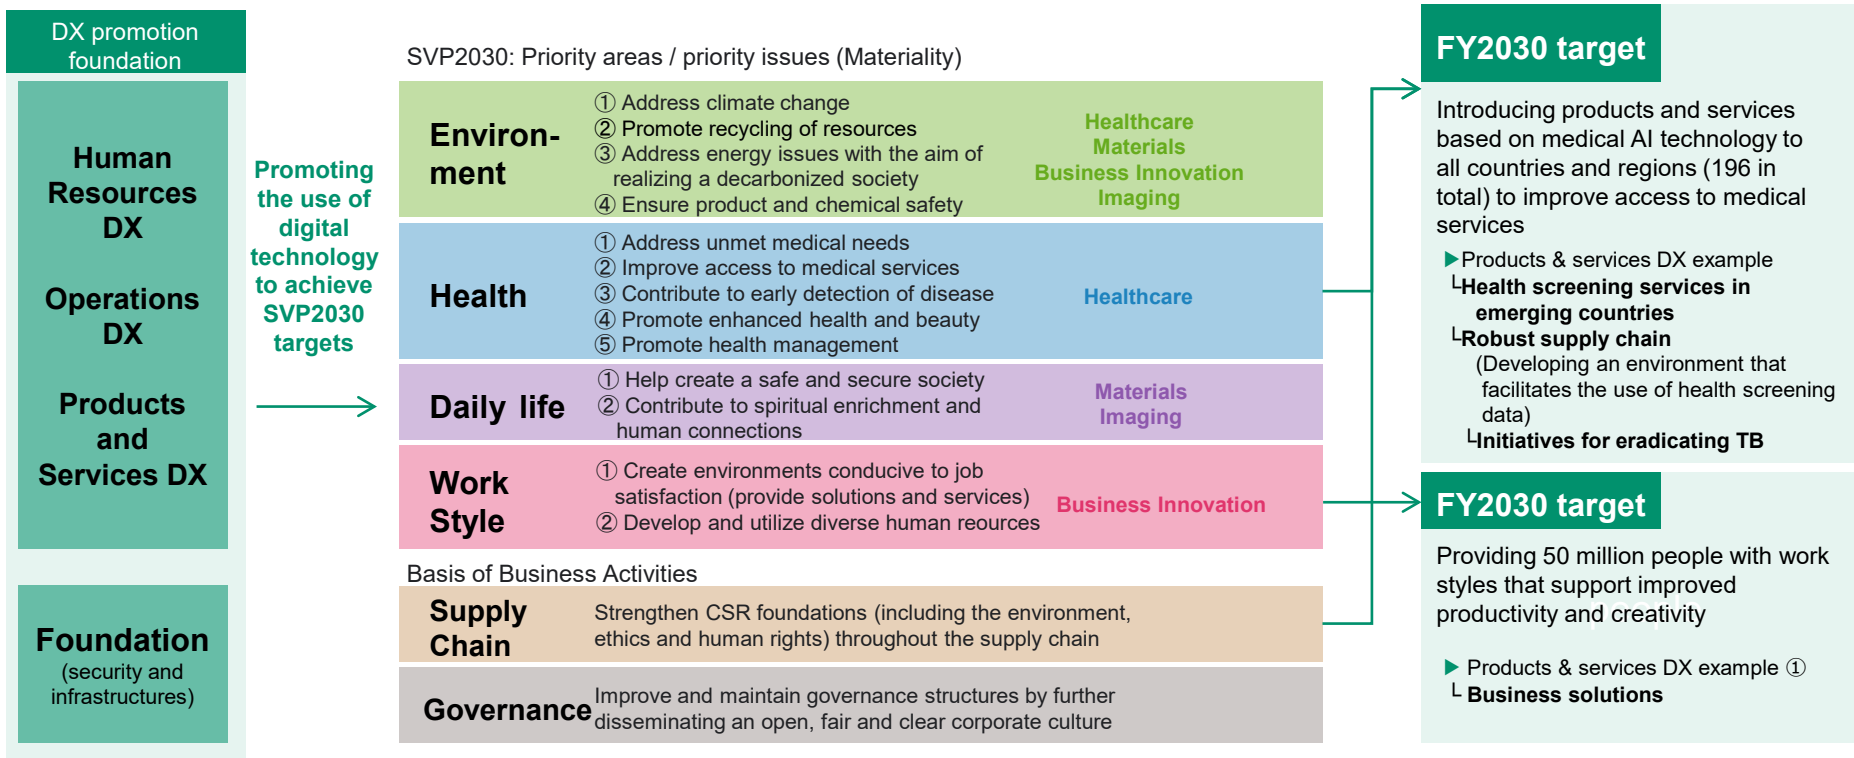 DX promotion
foundation
Human
Resources
DX
Operations
DX
Products
and
Services DX
Foundation
(security and
infrastructures)
Promoting
the use of
digital
technology
to achieve
SVP2030
targets
SVP2030: Priority areas / priority issues (Materiality)
Environ-
ment
① Address climate change
② Promote recycling of resources
③ Address energy issues with the aim of
realizing a decarbonized society
④ Ensure product and chemical safety
Healthcare
Materials
Business Innovation
Imaging
Health
① Address unmet medical needs
② Improve access to medical services
③ Contribute to early detection of disease
④ Promote enhanced health and beauty
⑤ Promote health management
Healthcare
Daily life
① Help create a safe and secure society
② Contribute to spiritual enrichment and
human connections
Materials
Imaging
Work
Style
① Create environments conducive to job
satisfaction (provide solutions and services)
② Develop and utilize diverse human reources
Business Innovation
Basis of Business Activities
Supply
Chain
Strengthen CSR foundations (including the environment,
ethics and human rights) throughout the supply chain
Governance
Improve and maintain governance structures by further
disseminating an open, fair and clear corporate culture
FY2030 target
Introducing products and services
based on medical AI technology to
all countries and regions (196 in
total) to improve access to medical
services
▶Products & services DX example
└Health screening services in
emerging countries
└Robust supply chain
(Developing an environment that
facilitates the use of health screening
data)
└Initiatives for eradicating TB
FY2030 target
Providing 50 million people with work
styles that support improved
productivity and creativity
▶ Products & services DX example ①
└ Business solutions